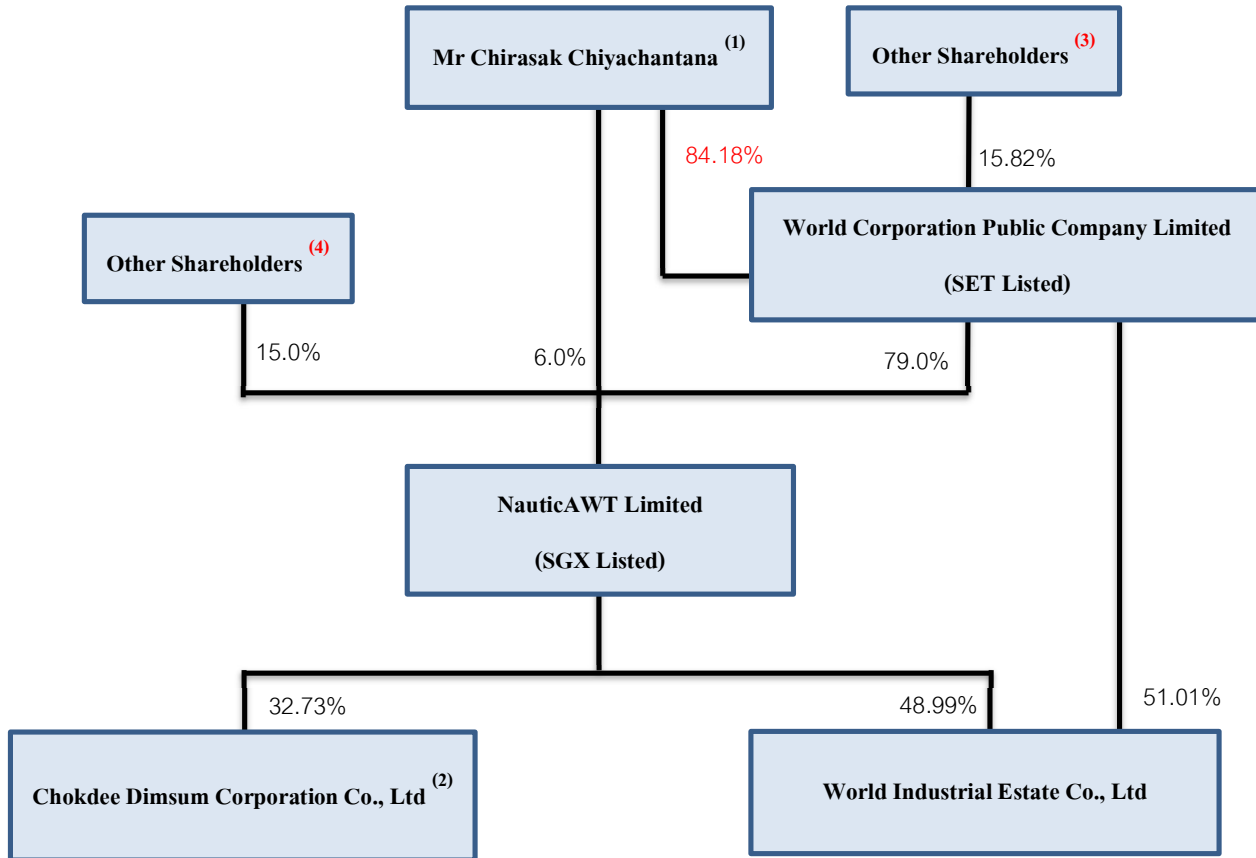 Mr Chirasak Chiyachantana (1)
Other Shareholders (3)
84.18%
15.82%
World Corporation Public Company Limited
(SET Listed)
Other Shareholders (4)
15.0%
6.0%
79.0%
NauticAWT Limited
(SGX Listed)
32.73%
48.99%
51.01%
Chokdee Dimsum Corporation Co., Ltd (2)
World Industrial Estate Co., Ltd